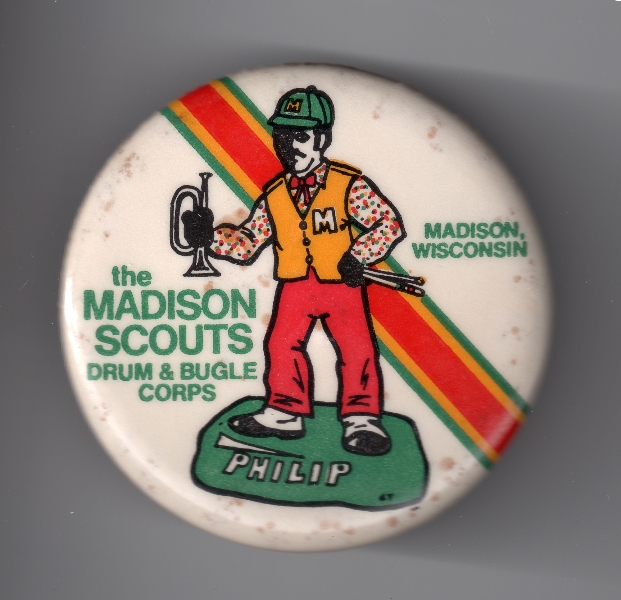 M
M
MADISON,
WISCONSIN
the
MADISON
SCOUTS
DRUM & BUGLE
CORPS
PHILIP